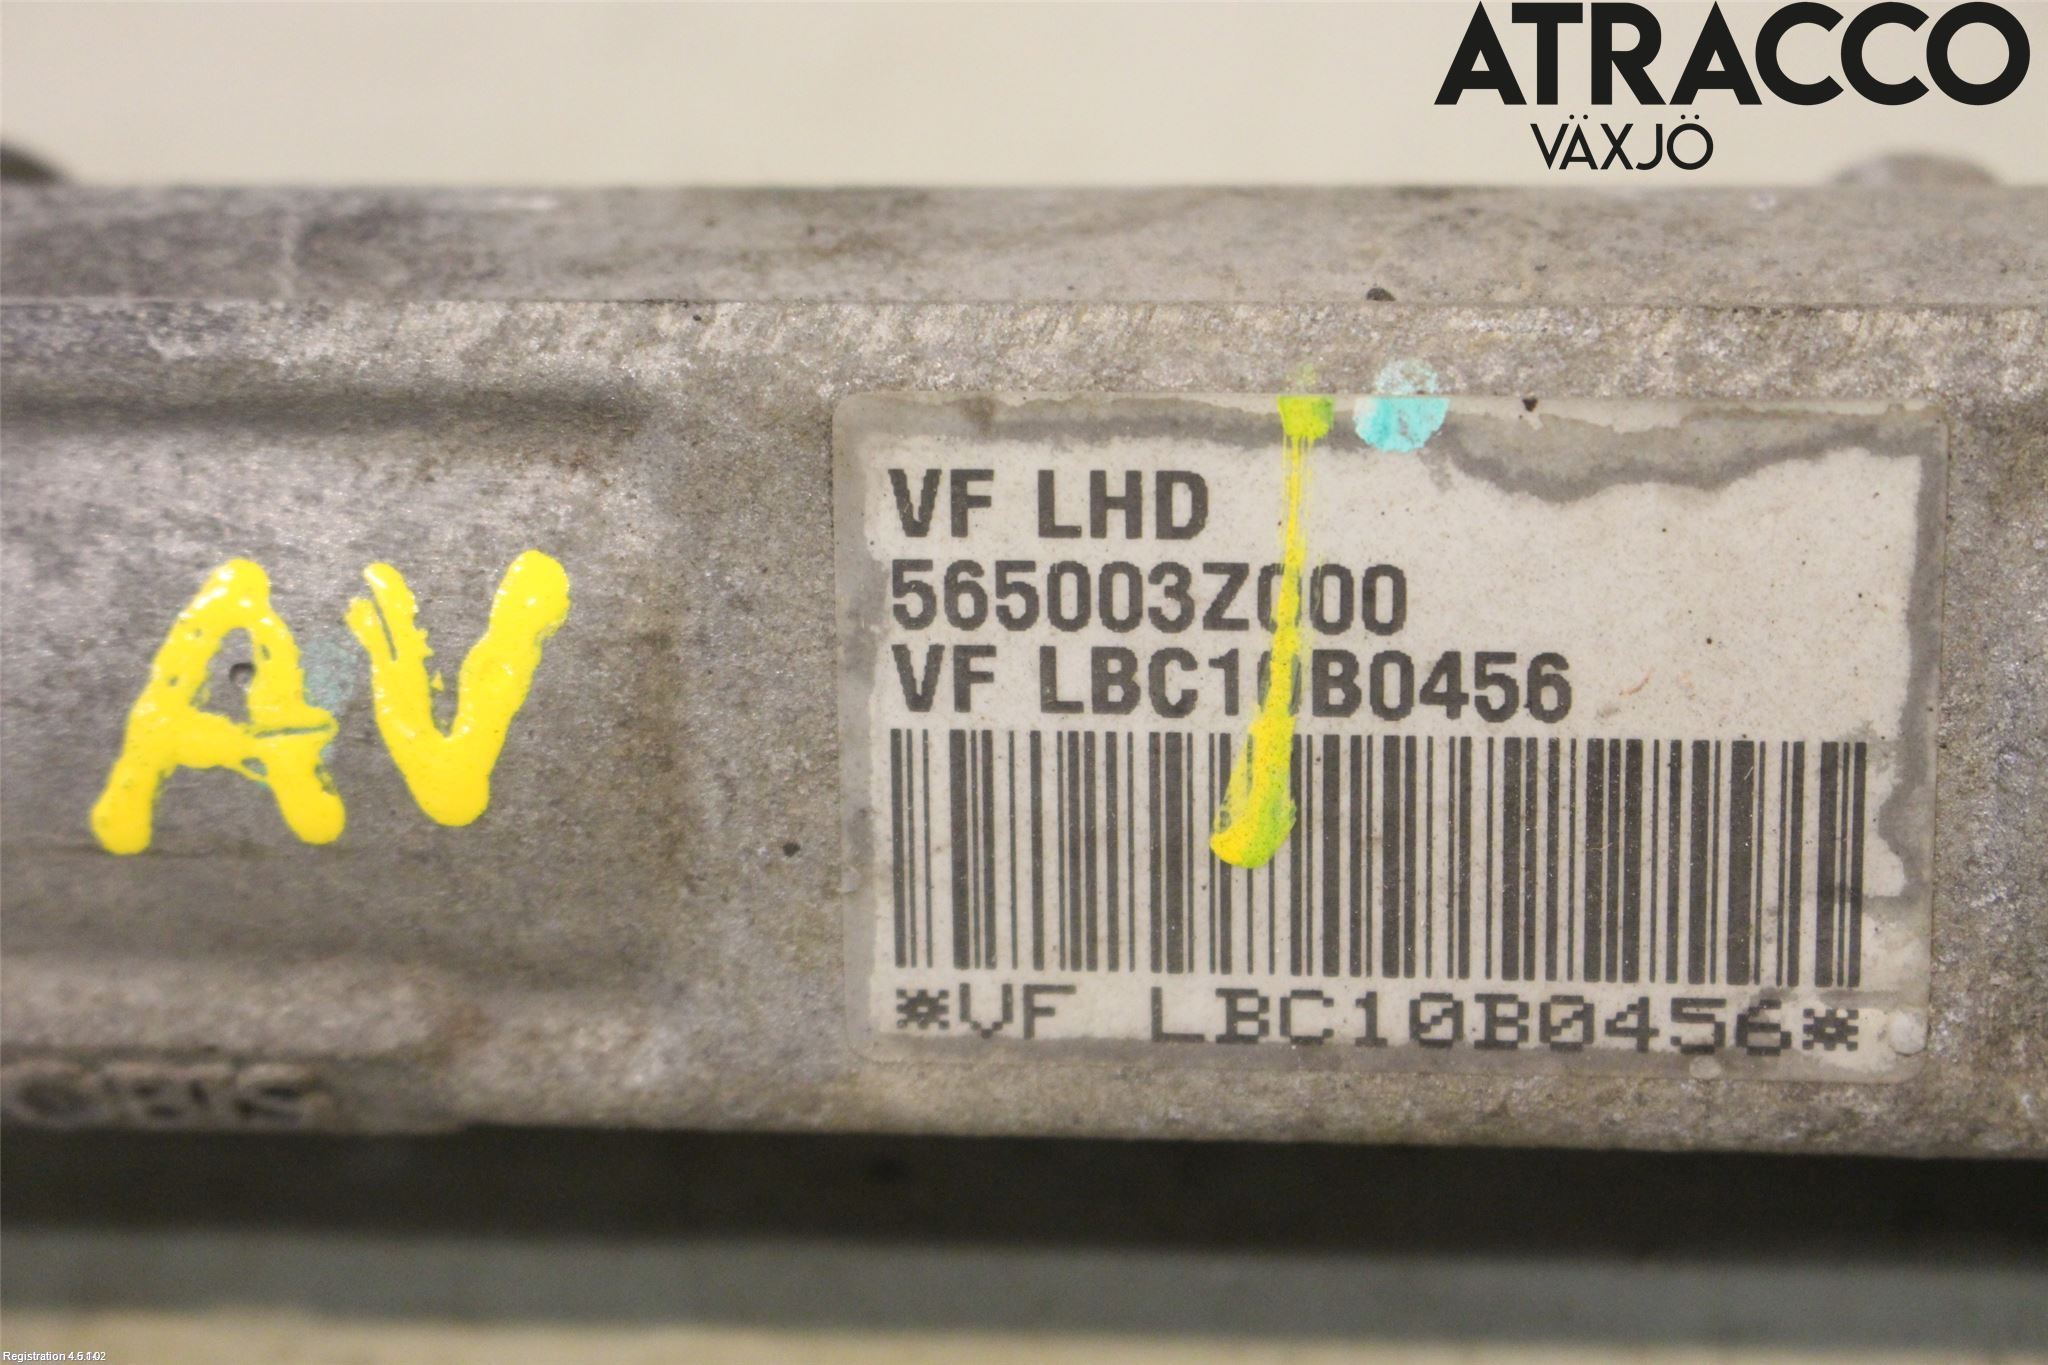 ATRACCO
VÄXJÖ
AV
VF LHD
565003Z000
VF LBC10B0456
*VF LBC10B0456*